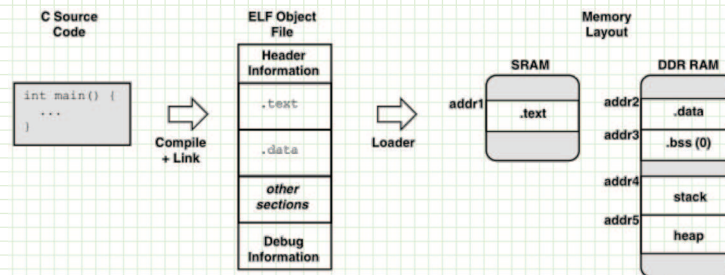 C Source
Code
int main() {
...
}
Compile
+ Link
ELF Object
File
Header
Information
.text
.data
other
sections
Debug
Information
Loader
Memory
Layout
SRAM
addr1
.text
DDR RAM
addr2
.data
addr3
.bss (0)
addr4
stack
addr5
heap